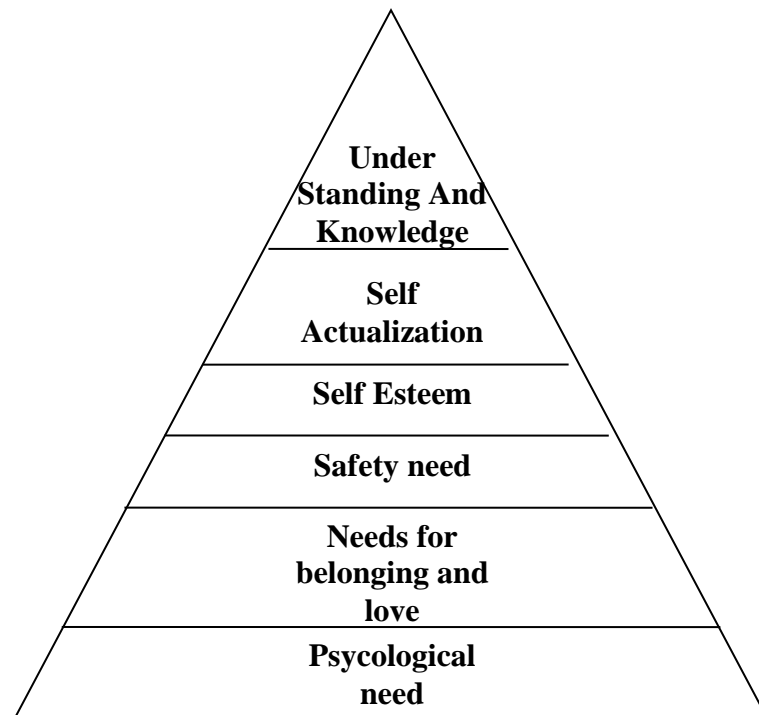 Under
Standing And
Knowledge
Self
Actualization
Self Esteem
Safety need
Needs for
belonging and
love
Psycological
need